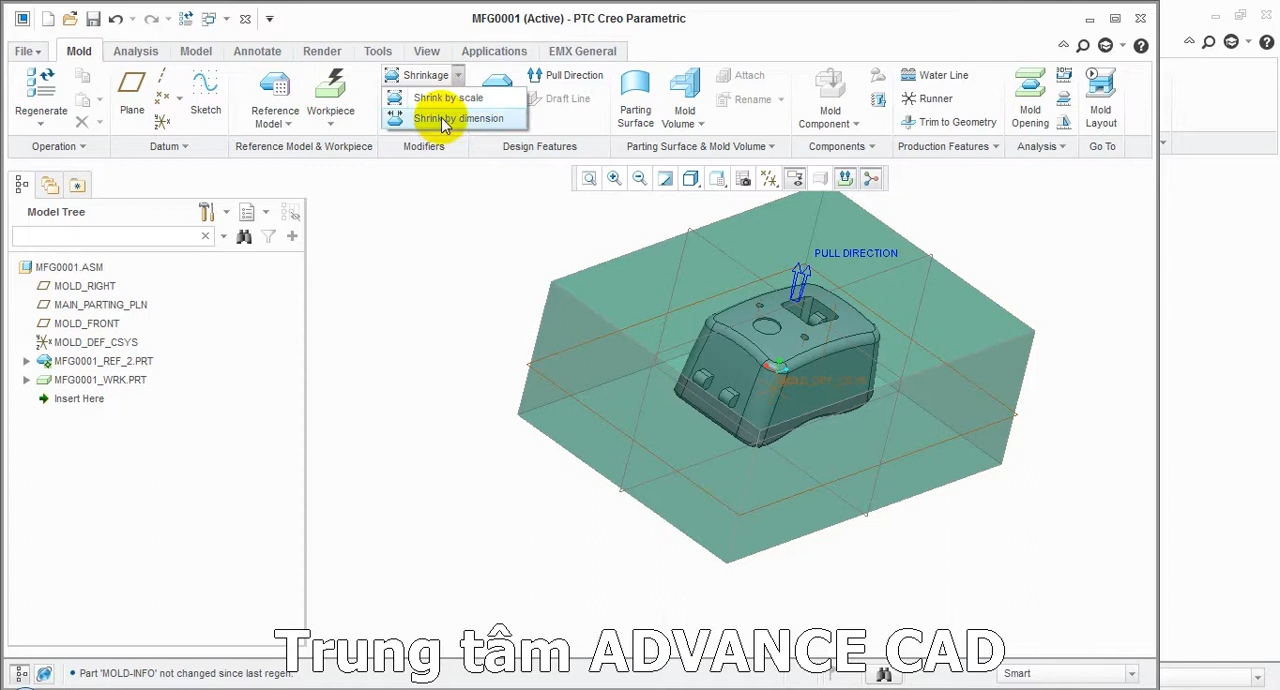 MFG0001 (Active) - PTC Creo Parametric
File
Mold
Analysis
Model
Annotate
Render
Tools
View
Applications
EMX General
Regenerate
Plane
Sketch
Reference Model
Workpiece
Shrinkage
Shrink by scale
Shrink by dimension
Pull Direction
Draft Line
Parting Surface
Mold Volume
Attach
Rename
Mold Component
Water Line
Runner
Trim to Geometry
Mold Opening
Mold Layout
Operation
Datum
Reference Model & Workpiece
Modifiers
Design Features
Parting Surface & Mold Volume
Components
Production Features
Analysis
Go To
Model Tree
MFG0001.ASM
MOLD_RIGHT
MAIN_PARTING_PLN
MOLD_FRONT
MOLD_DEF_CSYS
MFG0001_REF_2.PRT
MFG0001_WRK.PRT
Insert Here
PULL DIRECTION
MOLD_DEF_CSYS
Trung tâm ADVANCE CAD
Part 'MOLD-INFO' not changed since last regen.
Smart